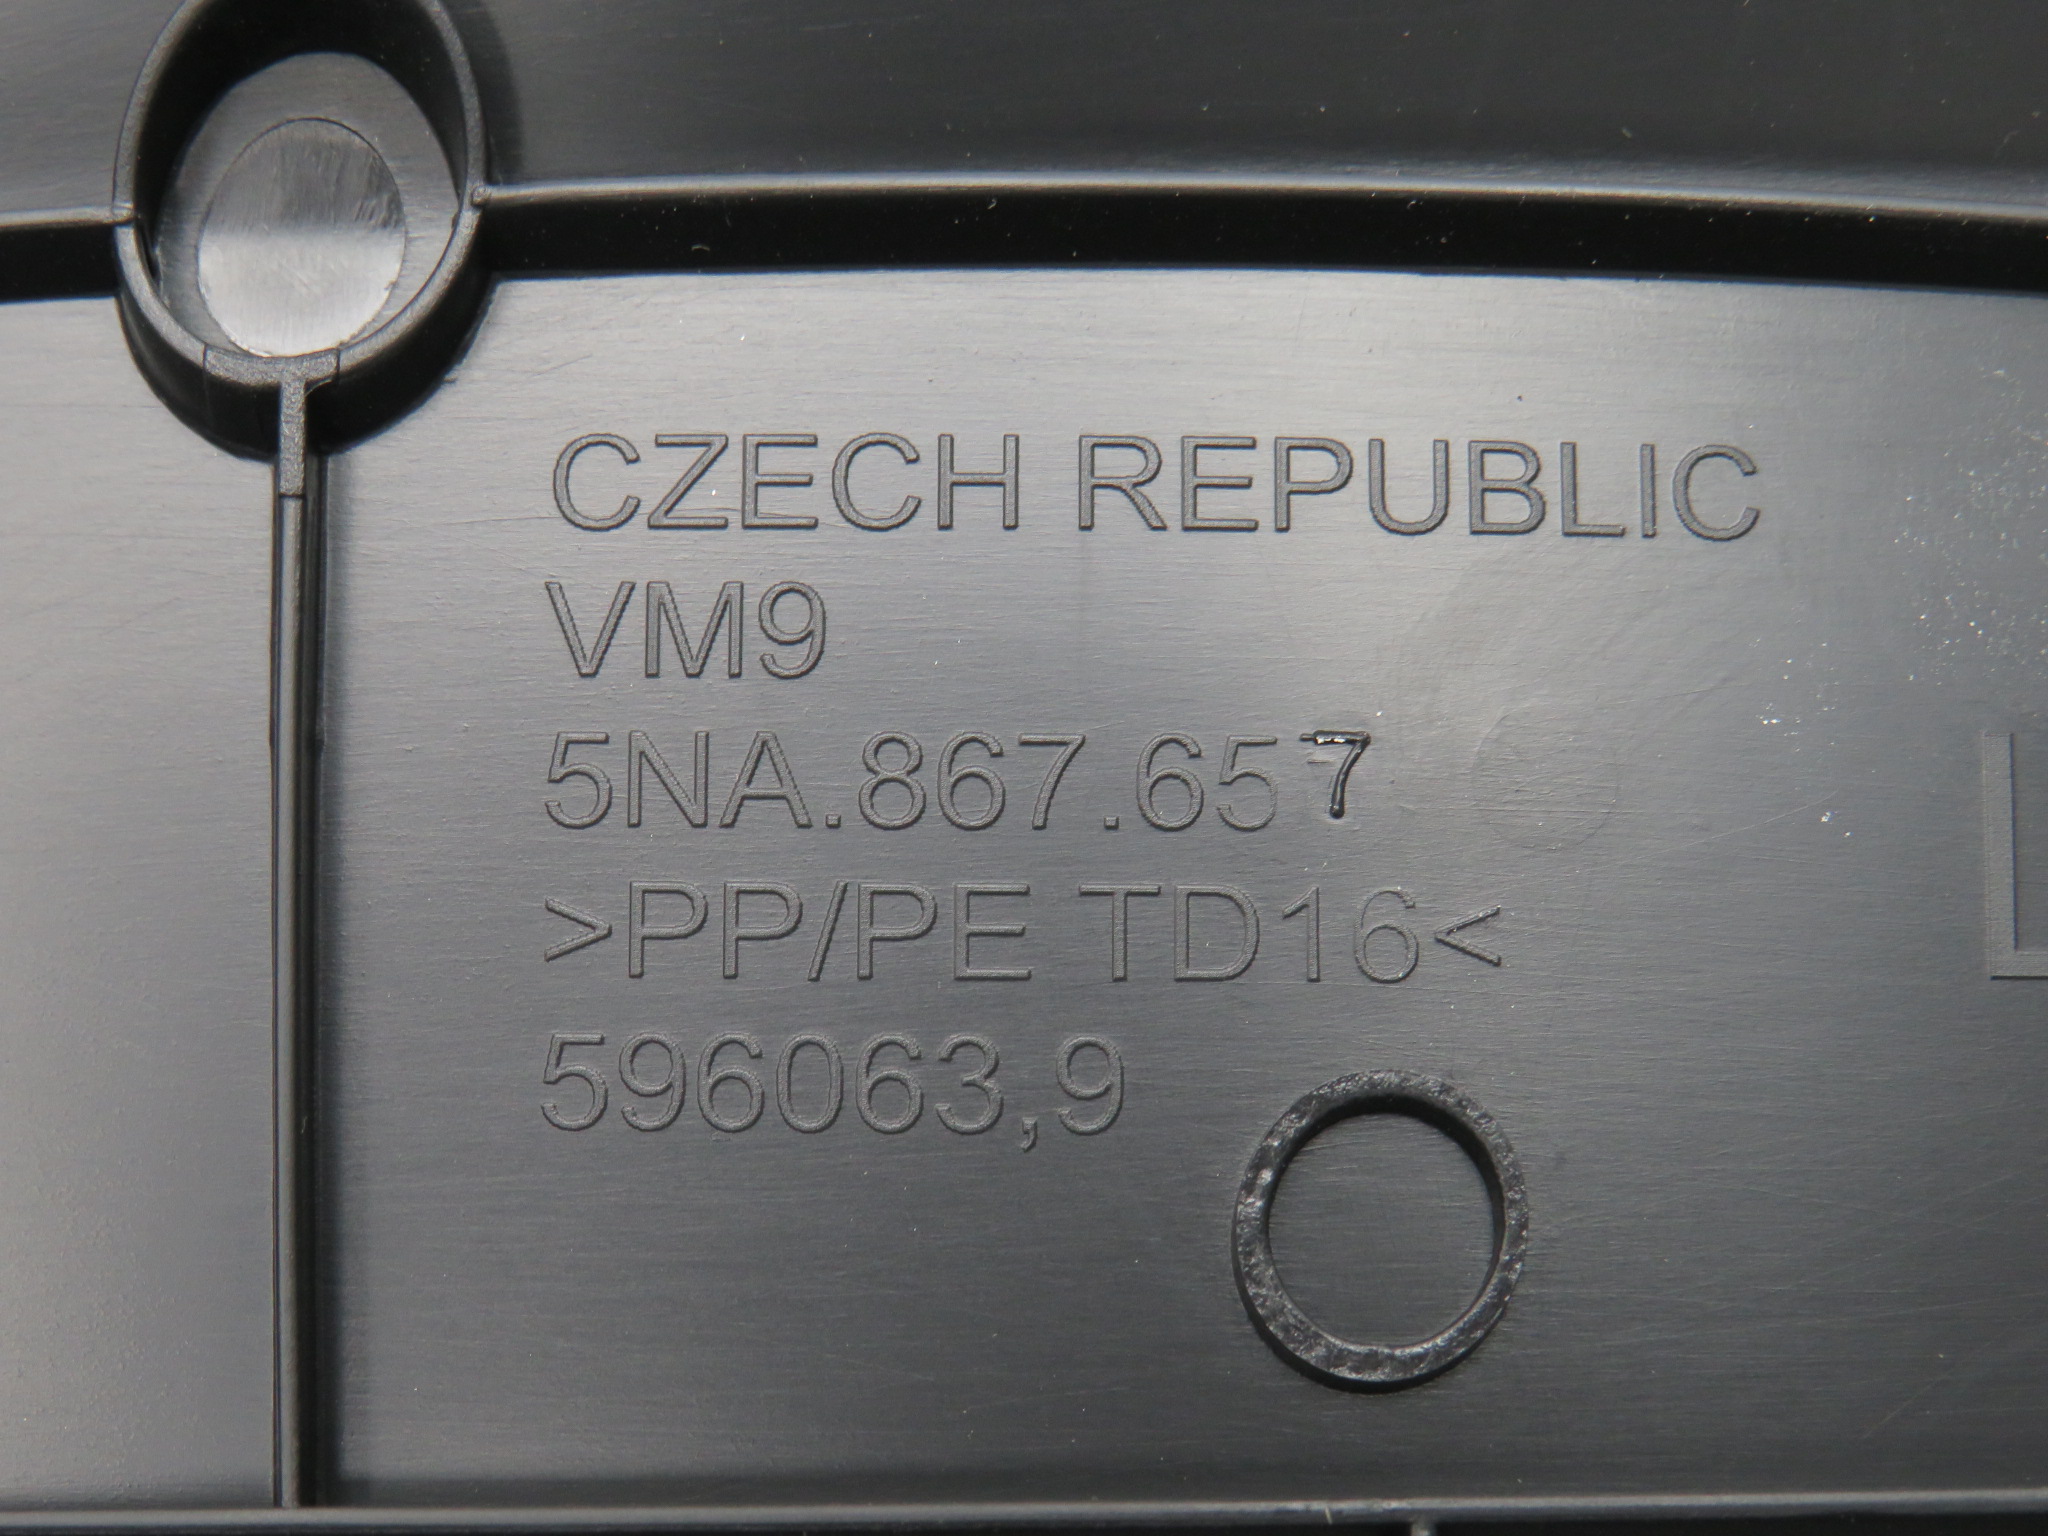 CZECH REPUBLIC
VM9
5NA.867.657
>PP/PE TD16<
596063,9
L